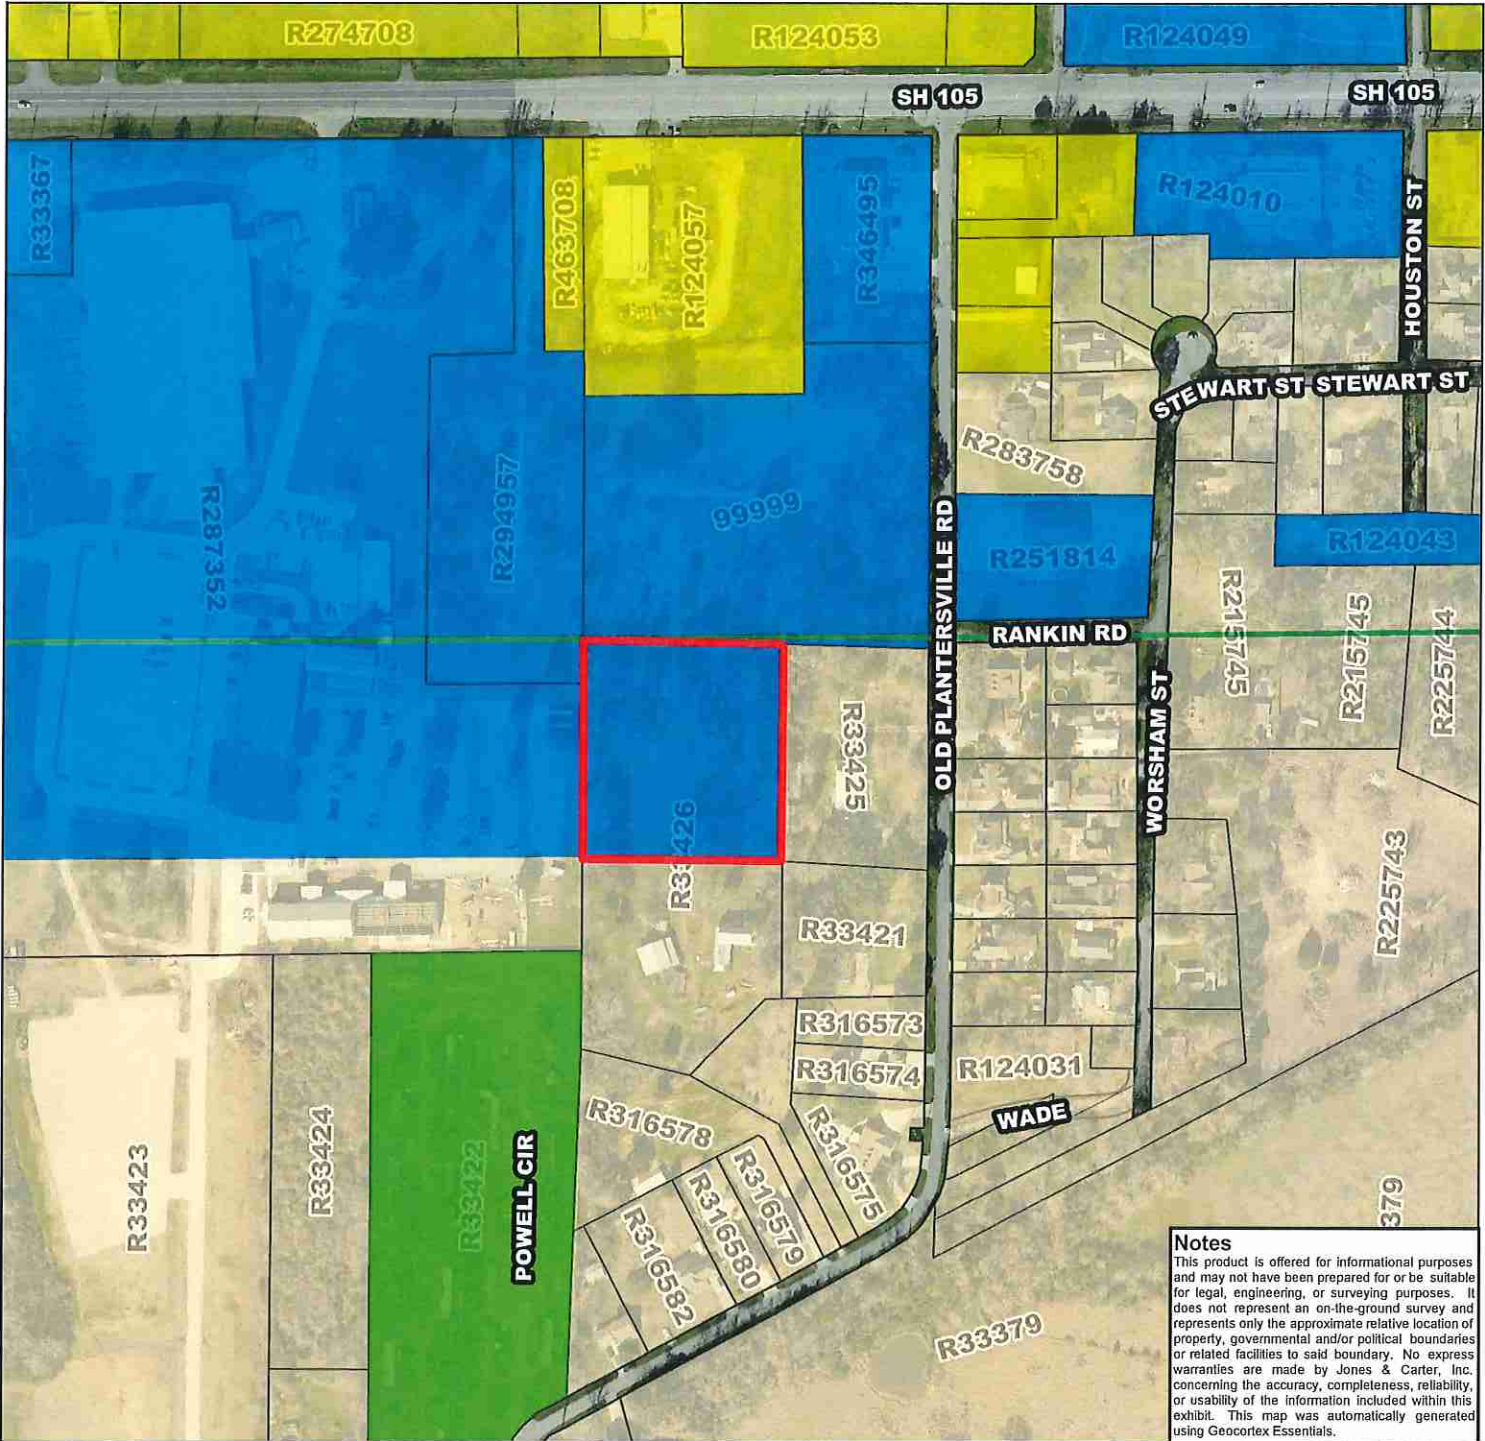 R274708
R124053
R124049
SH 105
SH 105
R33367
R463708
R124057
R346495
R124010
HOUSTON ST
STEWART ST STEWART ST
R283758
R287352
R294957
99999
OLD PLANTERSVILLE RD
R251814
R124043
RANKIN RD
R215745
R215745
R225744
WORSHAM ST
R33425
R33426
R225743
R33421
R316573
R316574
R124031
WADE
R316578
R316575
R33423
R33424
R33422
POWELL CIR
R316579
R316580
R316582
379
R33379
Notes
This product is offered for informational purposes
and may not have been prepared for or be suitable
for legal, engineering, or surveying purposes. It
does not represent an on-the-ground survey and
represents only the approximate relative location of
property, governmental and/or political boundaries
or related facilities to said boundary. No express
warranties are made by Jones & Carter, Inc.
concerning the accuracy, completeness, reliability,
or usability of the information included within this
exhibit. This map was automatically generated
using Geocortex Essentials.